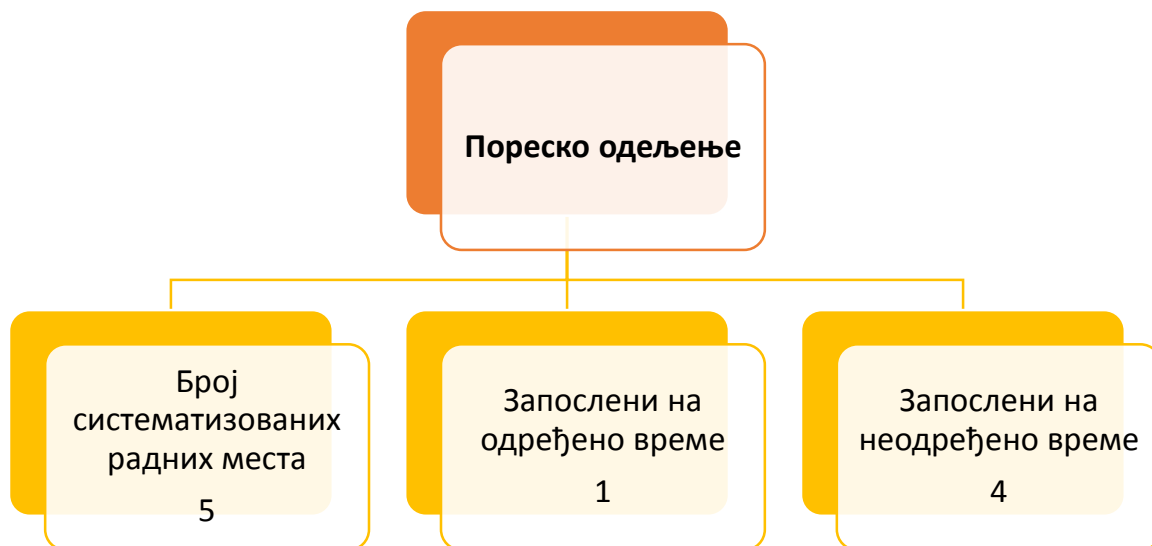 Пореско одељење
Број
систематизованих
радних места
5
Запослени на
одређено време
1
Запослени на
неодређено време
4